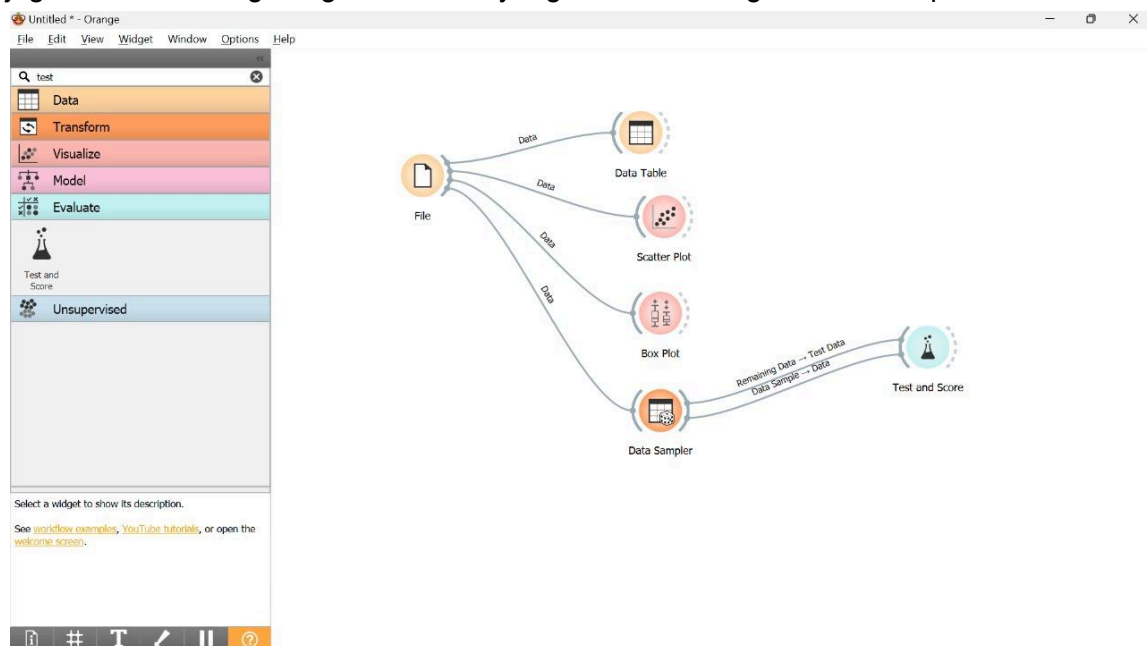 Untitled * - Orange
File Edit View Widget Window Options Help
test
Data
Transform
Visualize
Model
Evaluate
Test and
Score
Unsupervised
Select a widget to show its description.
See workflow examples, YouTube tutorials, or open the
welcome screen.
File
Data
Data Table
Data
Scatter Plot
Data
Box Plot
Data
Data Sampler
Remaining Data → Test Data
Data Sample → Data
Test and Score